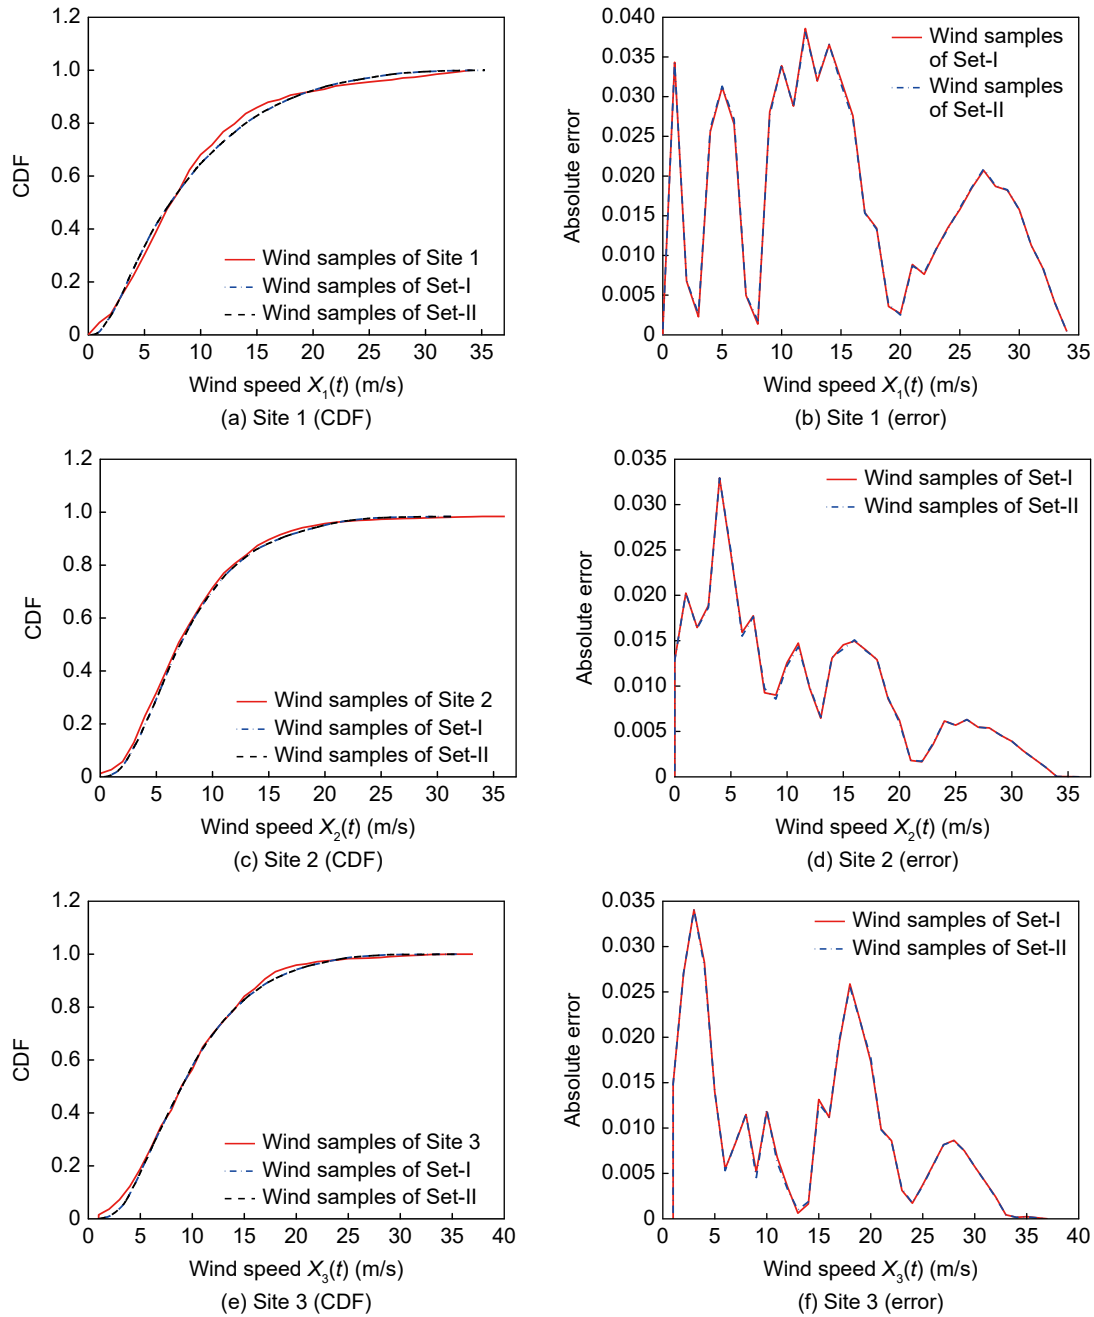 1.2
1.0
0.8
0.6
0.4
0.2
0
CDF
Wind samples of Site 1
Wind samples of Set-I
Wind samples of Set-II
0 5 10 15 20 25 30 35
Wind speed X1(t) (m/s)
(a) Site 1 (CDF)
0.040
0.035
0.030
0.025
0.020
0.015
0.010
0.005
0
Absolute error
Wind samples
of Set-I
Wind samples
of Set-II
0 5 10 15 20 25 30 35
Wind speed X1(t) (m/s)
(b) Site 1 (error)
1.2
1.0
0.8
0.6
0.4
0.2
0
CDF
Wind samples of Site 2
Wind samples of Set-I
Wind samples of Set-II
0 5 10 15 20 25 30 35
Wind speed X2(t) (m/s)
(c) Site 2 (CDF)
0.035
0.030
0.025
0.020
0.015
0.010
0.005
0
Absolute error
Wind samples of Set-I
Wind samples of Set-II
0 5 10 15 20 25 30 35
Wind speed X2(t) (m/s)
(d) Site 2 (error)
1.2
1.0
0.8
0.6
0.4
0.2
0
CDF
Wind samples of Site 3
Wind samples of Set-I
Wind samples of Set-II
0 5 10 15 20 25 30 35 40
Wind speed X3(t) (m/s)
(e) Site 3 (CDF)
0.035
0.030
0.025
0.020
0.015
0.010
0.005
0
Absolute error
Wind samples of Set-I
Wind samples of Set-II
0 5 10 15 20 25 30 35 40
Wind speed X3(t) (m/s)
(f) Site 3 (error)